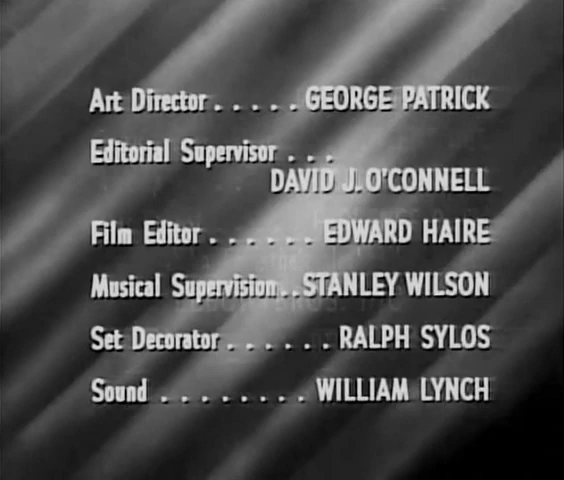 Art Director . . . . . GEORGE PATRICK
Editorial Supervisor . . .
DAVID J. O'CONNELL
Film Editor . . . . . . EDWARD HAIRE
Musical Supervision . . STANLEY WILSON
Set Decorator . . . . . . RALPH SYLOS
Sound . . . . . . . . . WILLIAM LYNCH